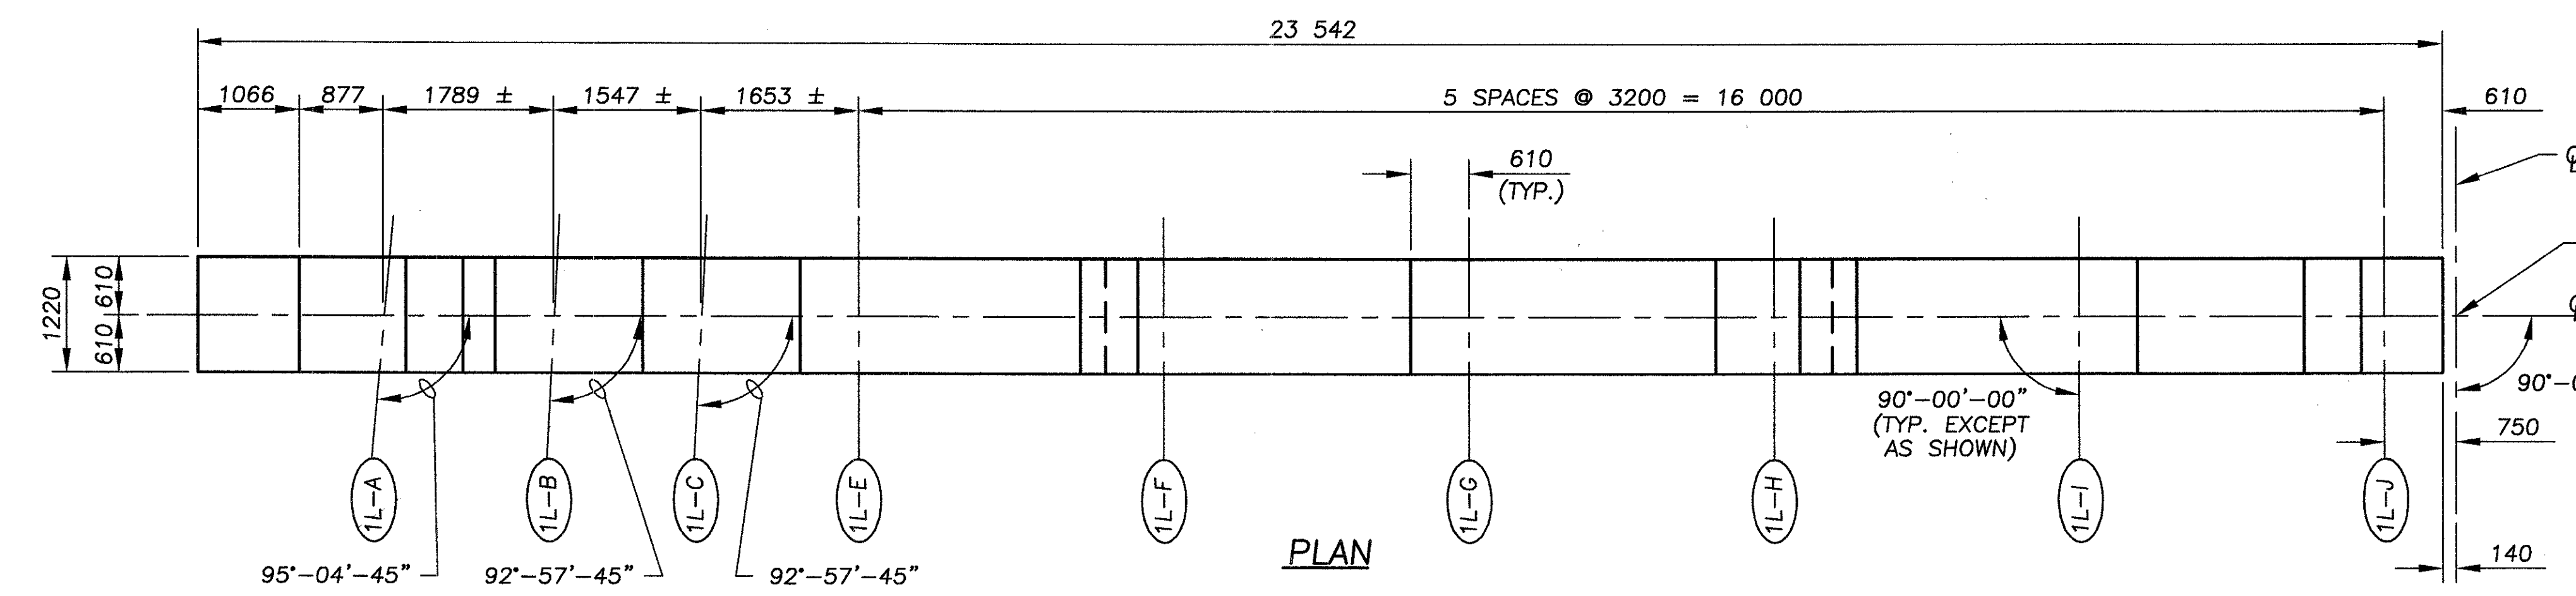 23 542
1066 877 1789 ± 1547 ± 1653 ± 5 SPACES @ 3200 = 16 000 610
610
(TYP.)
℄
1220 610 610
℄
90°-00'-00"
(TYP. EXCEPT
AS SHOWN)
90°-0
750
1L-A 1L-B 1L-C 1L-E 1L-F 1L-G 1L-H 1L-I 1L-J
PLAN
140
95°-04'-45" 92°-57'-45" 92°-57'-45"